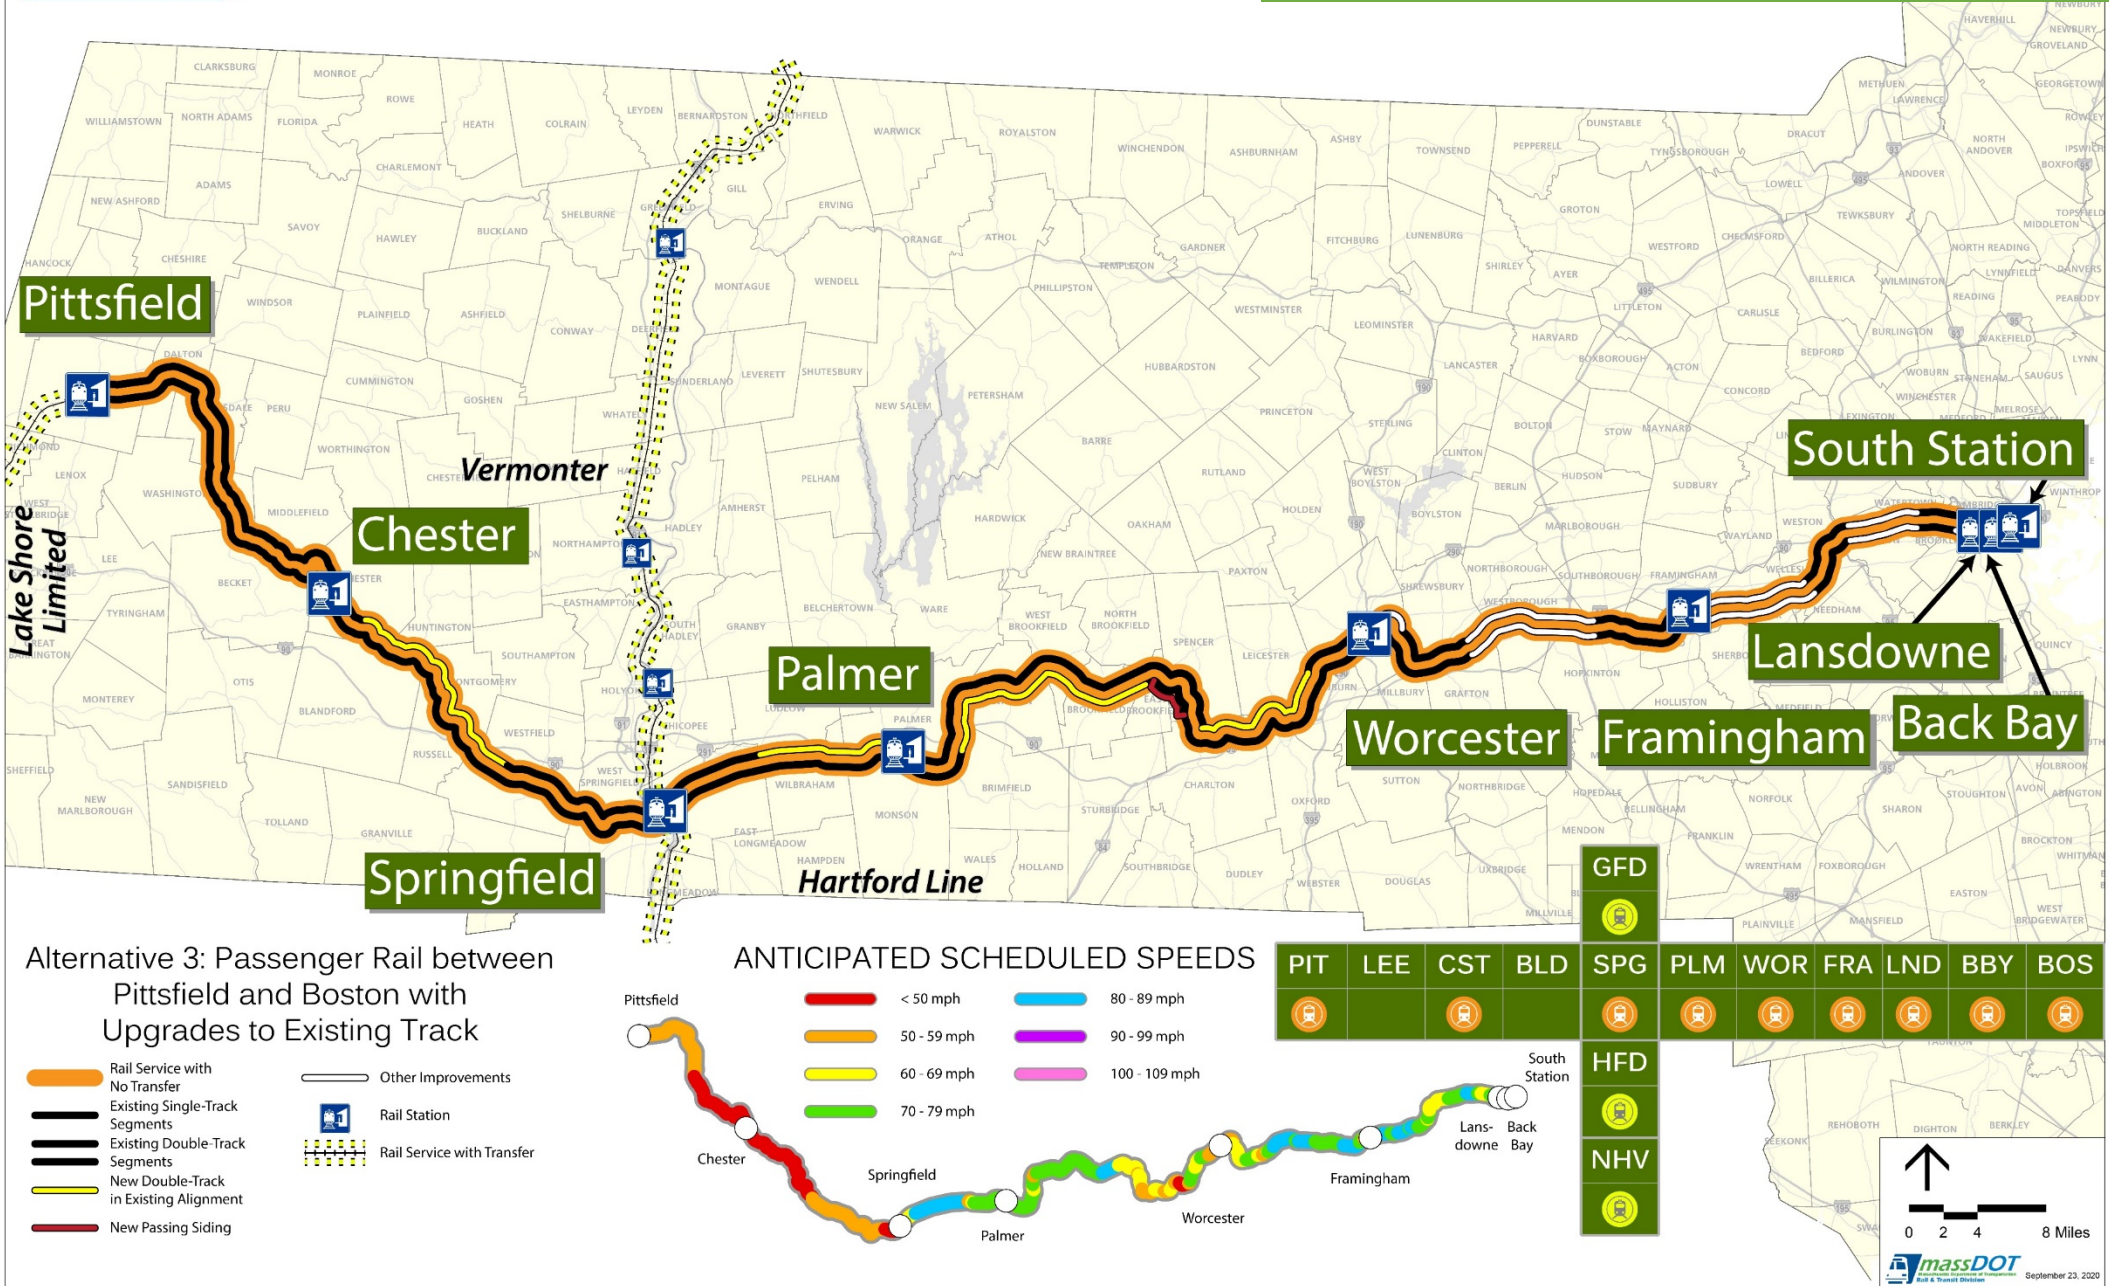 HAVERHILL
NEWBURY
GROVELAND
GEORGETOWN
METHUEN
LAWRENCE
CLARKSBURG
MONROE
ROWE
LEYDEN
BERNARDSTON
WILLIAMSTOWN
NORTH ADAMS
FLORIDA
HEATH
COLRAIN
WARWICK
ROYALSTON
WINCHENDON
ASHBURNHAM
ASHBY
TOWNSEND
PEPPERELL
DUNSTABLE
TYNGSBOROUGH
DRACUT
NORTH
ANDOVER
CHARLEMONT
ADAMS
NEW ASHFORD
SAVOY
HAWLEY
BUCKLAND
SHELBURNE
GILL
ERVING
ORANGE
ATHOL
GARDNER
TEMPLETON
FITCHBURG
LUNENBURG
GROTON
WESTFORD
CHELMSFORD
LOWELL
TEWKSBURY
ANDOVER
MIDDLETON
NORTH READING
HANCOCK
CHESHIRE
Pittsfield
WINDSOR
PLAINFIELD
ASHFIELD
CONWAY
MONTAGUE
WENDELL
PHILLIPSTON
WESTMINSTER
LEOMINSTER
SHIRLEY
AYER
LITTLETON
HARVARD
BOXBOROUGH
CARLISLE
BILLERICA
WILMINGTON
LYNNFIELD
DANVERS
READING
PEABODY
BURLINGTON
WAKEFIELD
DALTON
PERU
CUMMINGTON
GOSHEN
SUNDERLAND
LEVERETT
SHUTESBURY
NEW SALEM
PETERSHAM
HUBBARDSTON
PRINCETON
LANCASTER
ACTON
CONCORD
BEDFORD
WOBURN
STONEHAM
SAUGUS
LYNN
WINCHESTER
MELROSE
STERLING
BOLTON
STOW
MAYNARD
WORTHINGTON
BARRE
South Station
Vermonter
LENOX
WASHINGTON
MIDDLEFIELD
PELHAM
RUTLAND
WEST
BOYLSTON
CLINTON
BERLIN
HUDSON
SUDBURY
WINTHROP
AMHERST
HADLEY
HARDWICK
OAKHAM
HOLDEN
BOYLSTON
MARLBOROUGH
WESTON
WAYLAND
Lake Shore
Limited
LEE
BECKET
Chester
NEW BRAINTREE
PAXTON
SHREWSBURY
NORTHBOROUGH
SOUTHBOROUGH
FRAMINGHAM
WESTBOROUGH
NEEDHAM
TYRINGHAM
HUNTINGTON
EASTHAMPTON
SOUTH
HADLEY
GRANBY
BELCHERTOWN
WARE
WEST
BROOKFIELD
NORTH
BROOKFIELD
SPENCER
LEICESTER
SOUTHAMPTON
MONTEREY
OTIS
BLANDFORD
Palmer
Lansdowne
QUINCY
MILLBURY
GRAFTON
HOPKINTON
HOLLISTON
Worcester
Framingham
Back Bay
PALMER
RUSSELL
WESTFIELD
WEST
SPRINGFIELD
WILBRAHAM
BRIMFIELD
STURBRIDGE
CHARLTON
OXFORD
SUTTON
NORTHBRIDGE
HOPEDALE
BELLINGHAM
NORFOLK
SHARON
STOUGHTON
AVON
ABINGTON
HOLBROOK
SHEFFIELD
NEW
MARLBOROUGH
SANDISFIELD
TOLLAND
GRANVILLE
MONSON
EAST
LONGMEADOW
HAMPDEN
WALES
HOLLAND
SOUTHBRIDGE
DUDLEY
WEBSTER
DOUGLAS
UXBRIDGE
MENDON
MILLVILLE
FRANKLIN
WRENTHAM
FOXBOROUGH
PLAINVILLE
MANSFIELD
EASTON
BROCKTON
WHITMAN
WEST
BRIDGEWATER
Springfield
Hartford Line
Alternative 3: Passenger Rail between
Pittsfield and Boston with
Upgrades to Existing Track
Rail Service with
No Transfer
Existing Single-Track
Segments
Existing Double-Track
Segments
New Double-Track
in Existing Alignment
New Passing Siding
Other Improvements
Rail Station
Rail Service with Transfer
ANTICIPATED SCHEDULED SPEEDS
< 50 mph
50 - 59 mph
60 - 69 mph
70 - 79 mph
80 - 89 mph
90 - 99 mph
100 - 109 mph
Pittsfield
Chester
Springfield
Palmer
Worcester
Framingham
Lans-
downe
Back
Bay
South
Station
GFD
PIT LEE CST BLD SPG PLM WOR FRA LND BBY BOS
HFD
NHV
TAUNTON
REHOBOTH
DIGHTON
BERKLEY
SEEKONK
0 2 4 8 Miles
massDOT
Massachusetts Department of Transportation
Rail & Transit Division
September 23, 2020